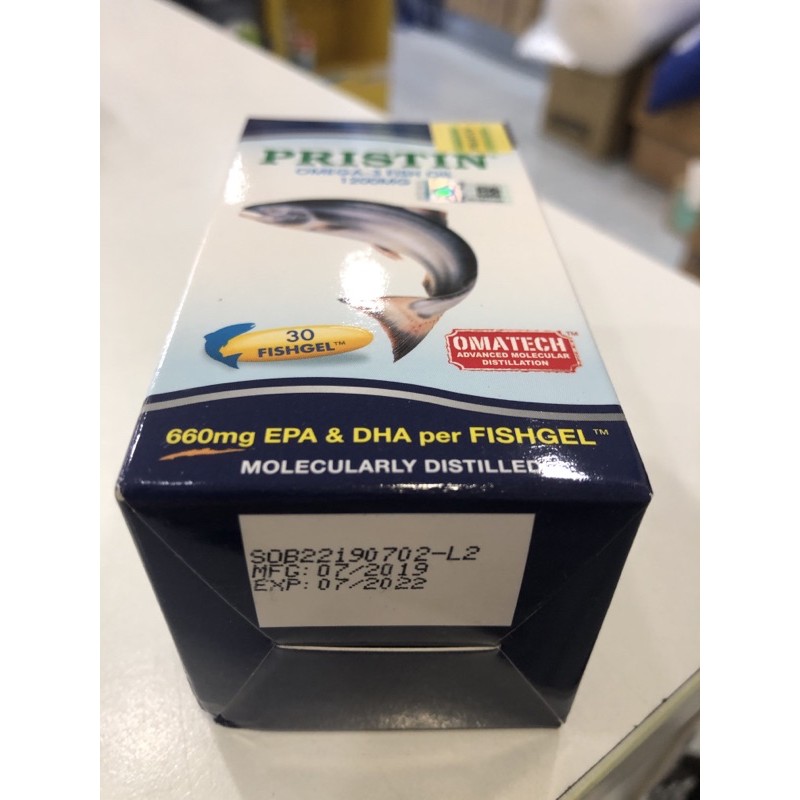 PRISTIN
OMEGA-3 FISH OIL
1200MG
30
FISHGEL™
OMATECH™
ADVANCED MOLECULAR
DISTILLATION
660mg EPA & DHA per FISHGEL™
MOLECULARLY DISTILLED
SOB22190702-L2
MFG:07/2019
EXP:07/2022